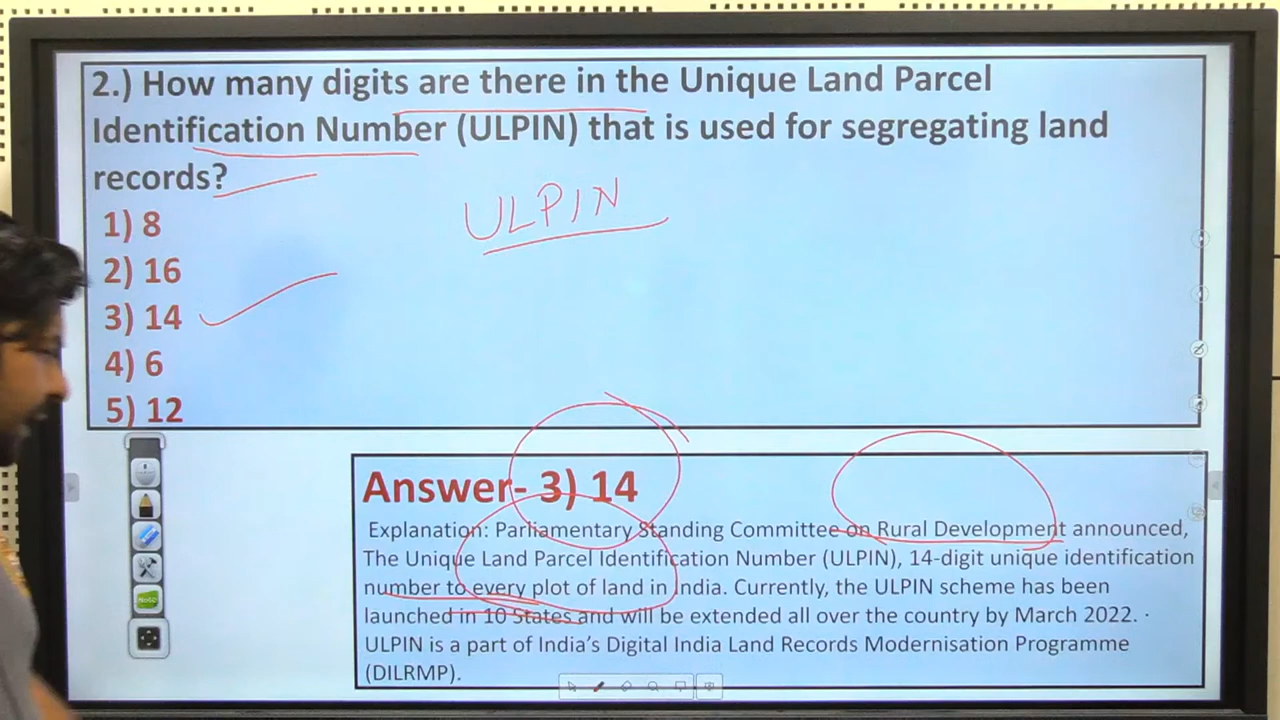 2.) How many digits are there in the Unique Land Parcel
Identification Number (ULPIN) that is used for segregating land
records?
ULPIN
1) 8
2) 16
3) 14
4) 6
5) 12
Answer- 3) 14
Explanation: Parliamentary Standing Committee on Rural Development announced,
The Unique Land Parcel Identification Number (ULPIN), 14-digit unique identification
number to every plot of land in India. Currently, the ULPIN scheme has been
launched in 10 States and will be extended all over the country by March 2022. ·
ULPIN is a part of India’s Digital India Land Records Modernisation Programme
(DILRMP).